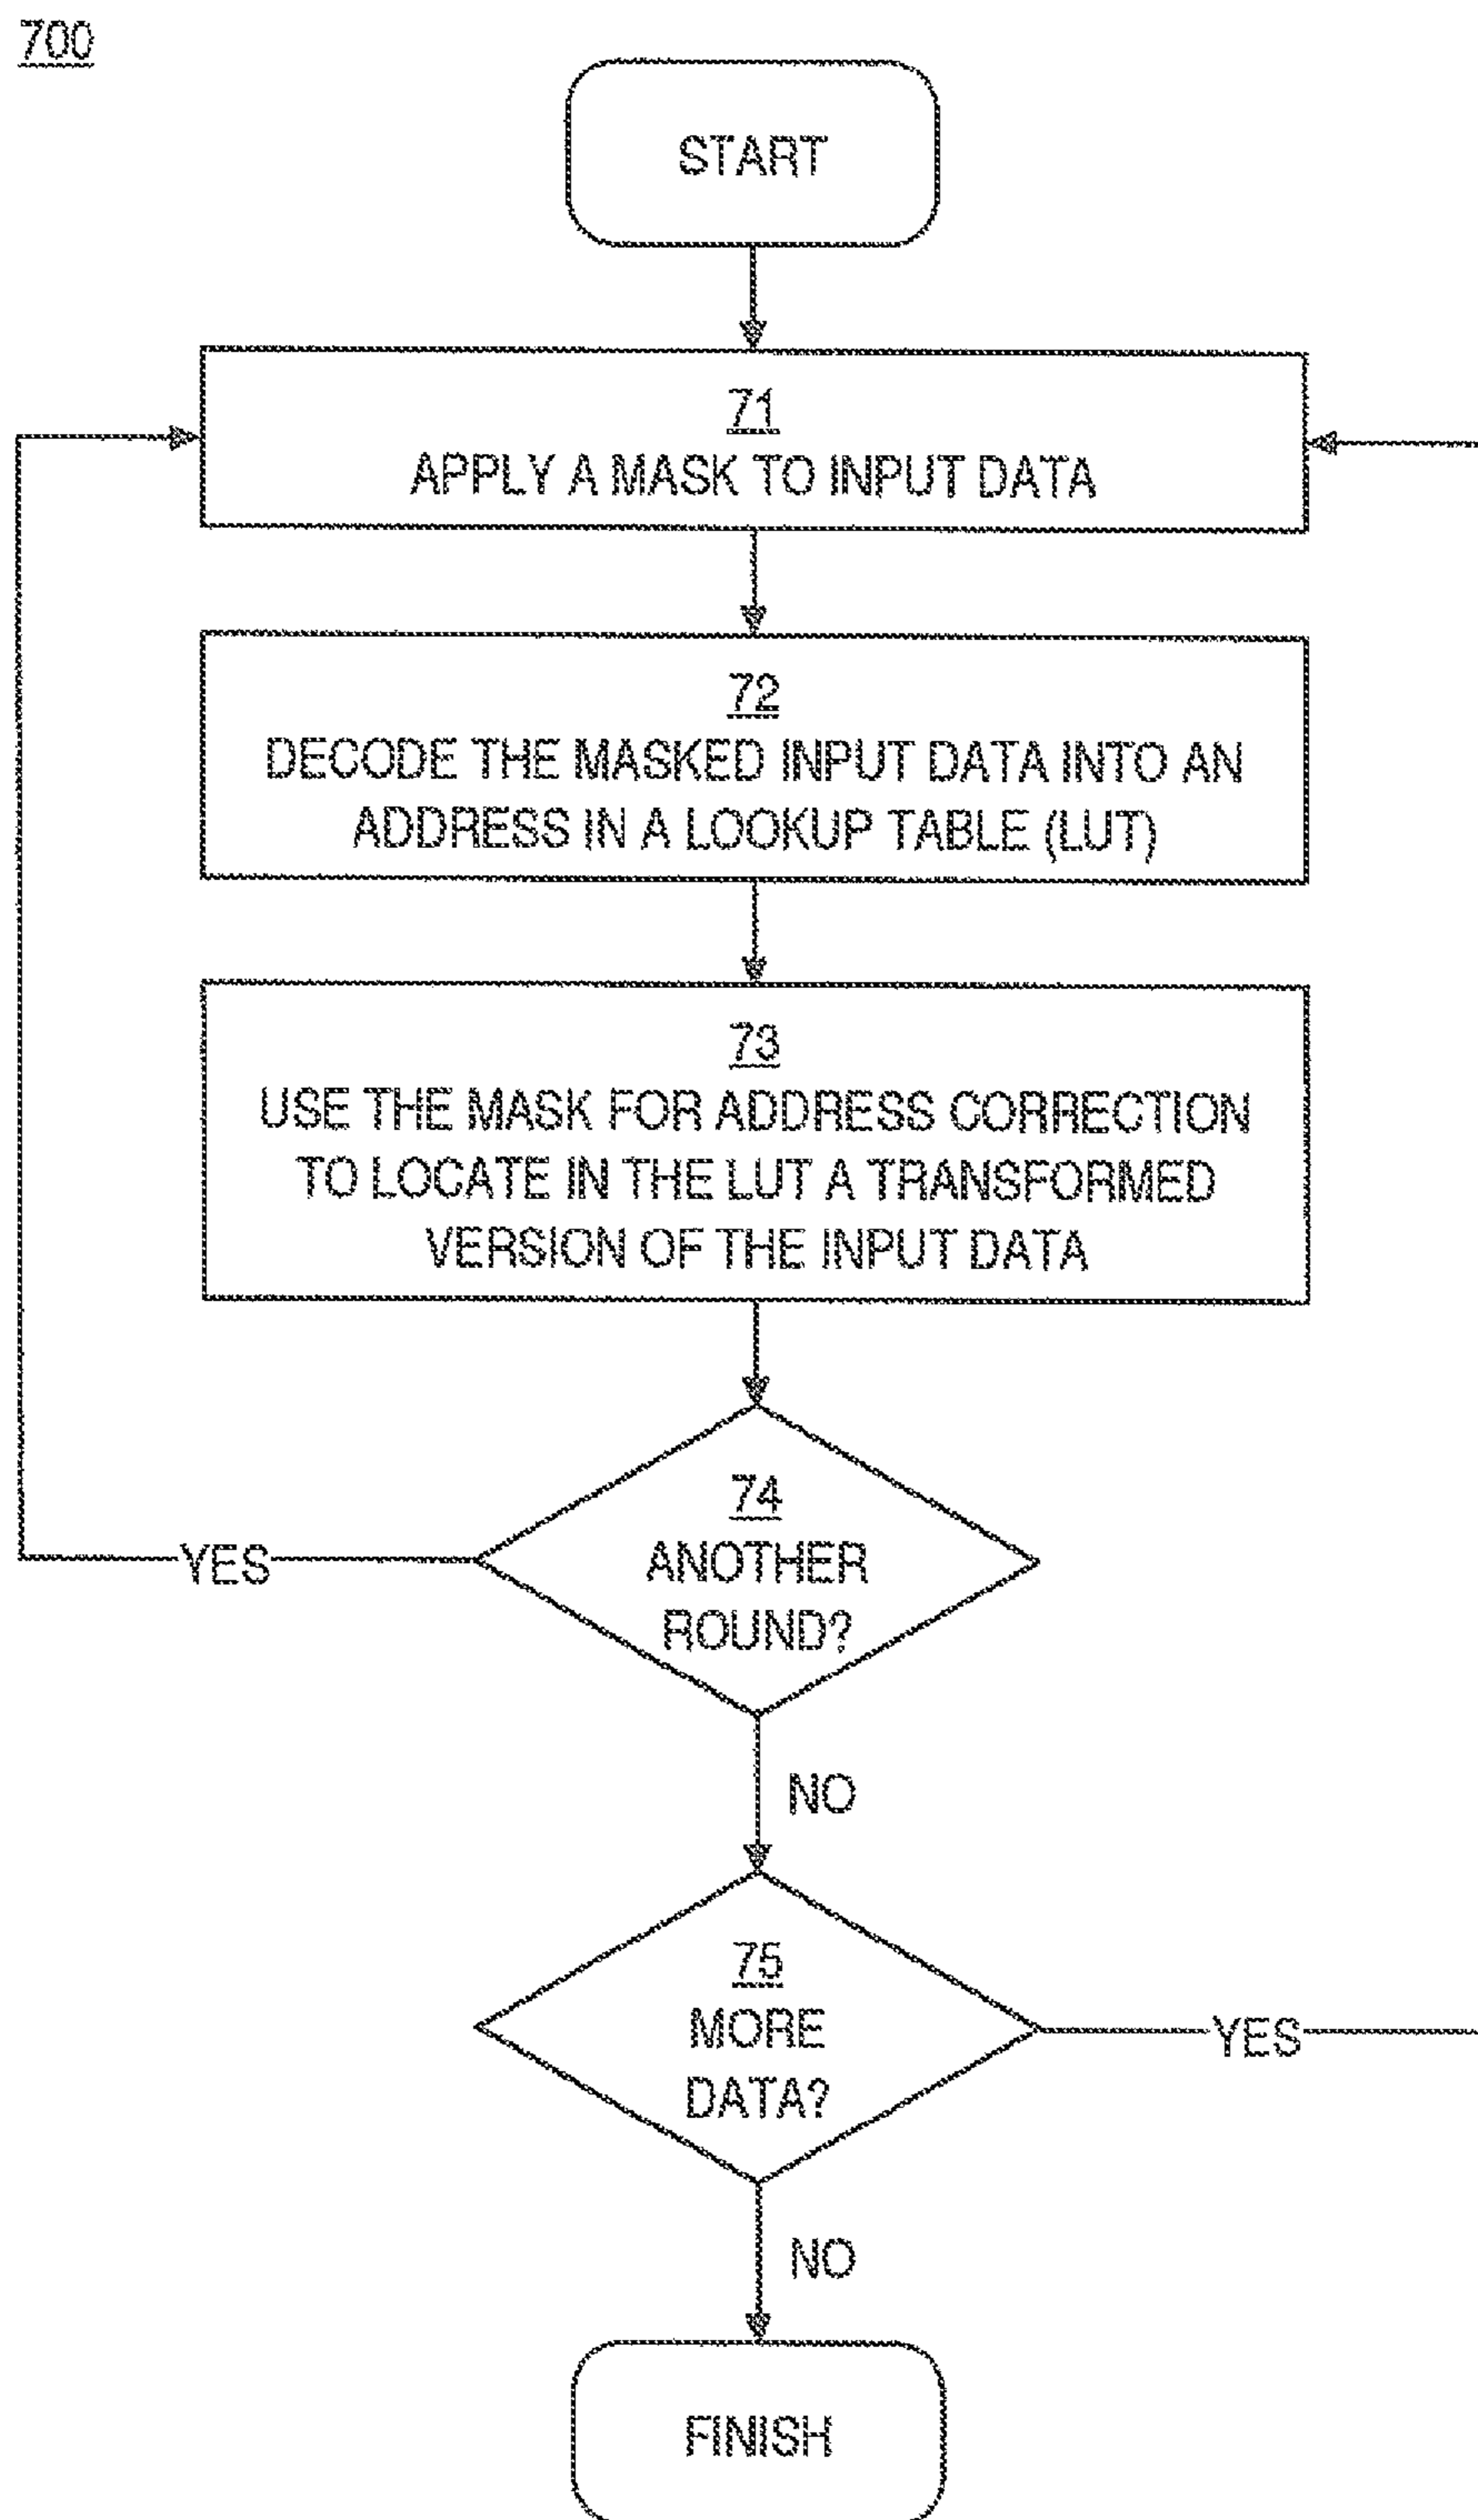 700
START
71
APPLY A MASK TO INPUT DATA
72
DECODE THE MASKED INPUT DATA INTO AN
ADDRESS IN A LOOKUP TABLE (LUT)
73
USE THE MASK FOR ADDRESS CORRECTION
TO LOCATE IN THE LUT A TRANSFORMED
VERSION OF THE INPUT DATA
74
ANOTHER
ROUND?
YES
NO
75
MORE
DATA?
YES
NO
FINISH